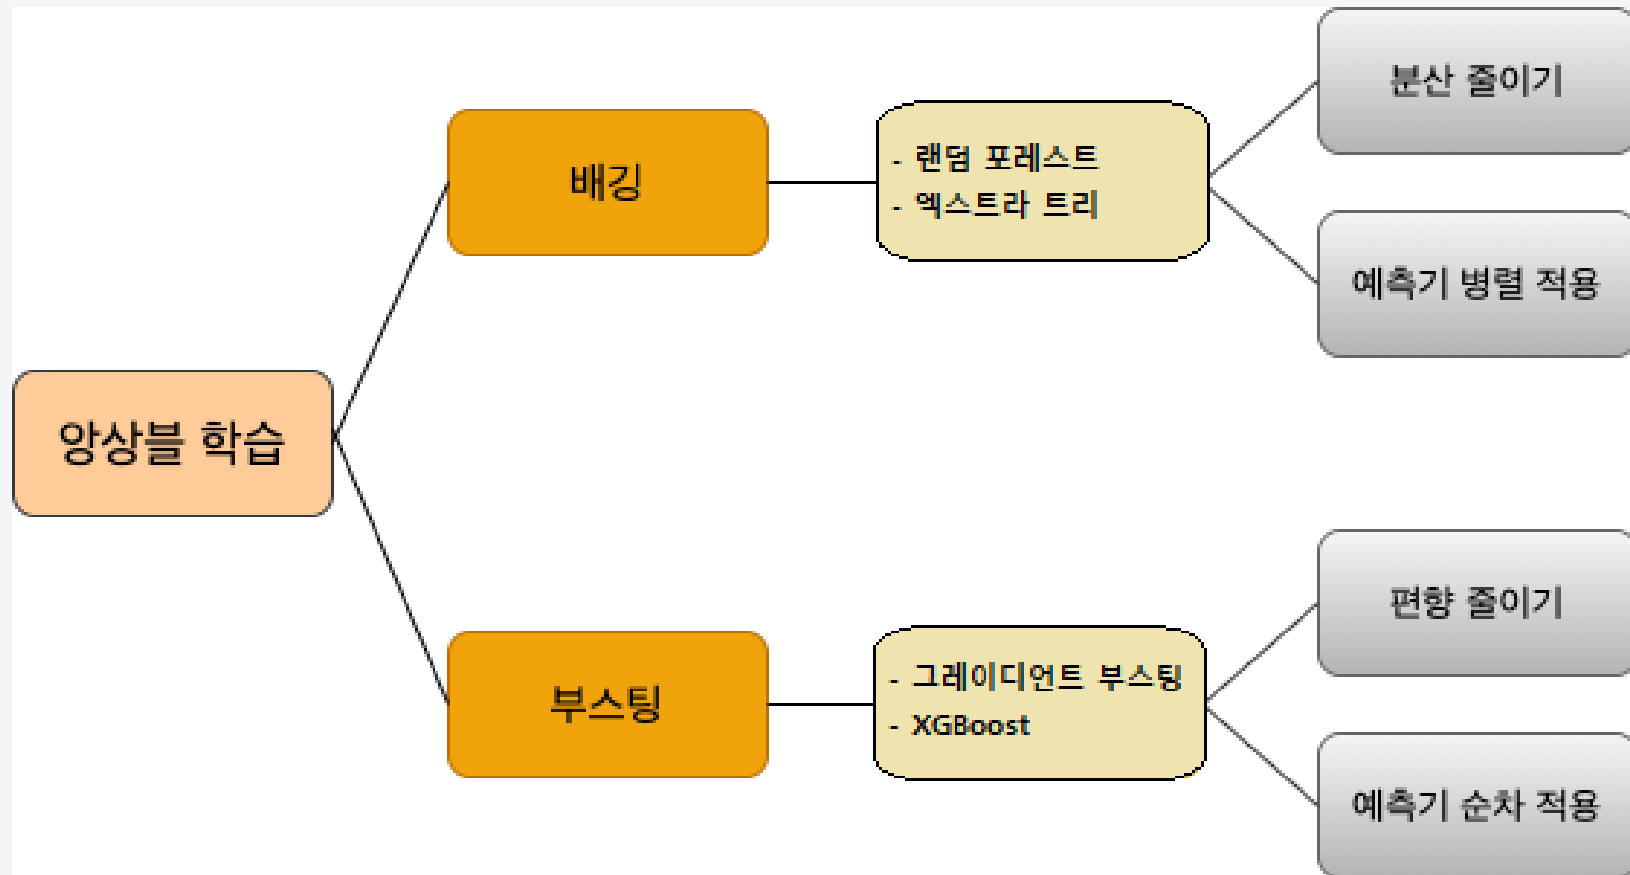 앙상블 학습
배깅
- 랜덤 포레스트
- 엑스트라 트리
분산 줄이기
예측기 병렬 적용
부스팅
- 그레이디언트 부스팅
- XGBoost
편향 줄이기
예측기 순차 적용